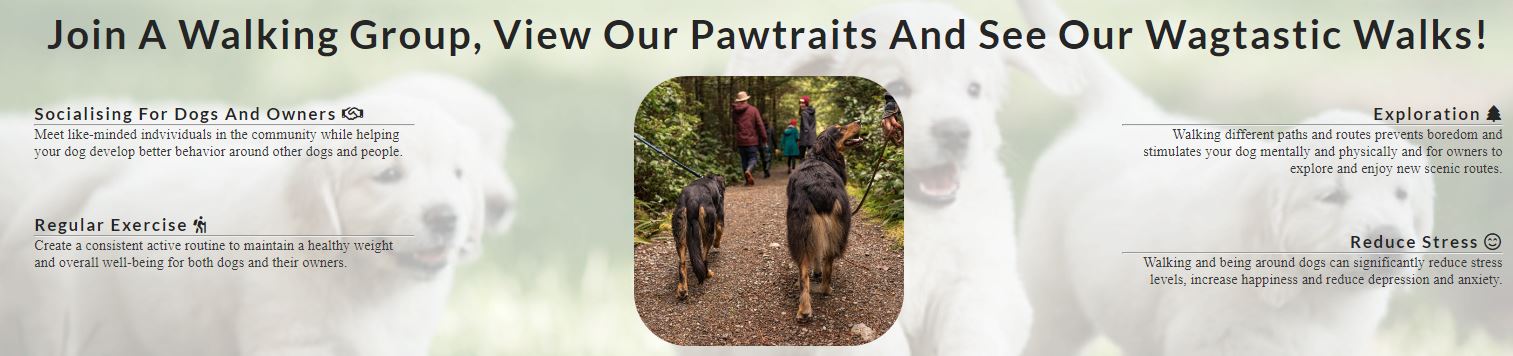 Join A Walking Group, View Our Pawtraits And See Our Wagtastic Walks!
Socialising For Dogs And Owners
Meet like-minded indvividuals in the community while helping
your dog develop better behavior around other dogs and people.
Regular Exercise
Create a consistent active routine to maintain a healthy weight
and overall well-being for both dogs and their owners.
Exploration
Walking different paths and routes prevents boredom and
stimulates your dog mentally and physically and for owners to
explore and enjoy new scenic routes.
Reduce Stress
Walking and being around dogs can significantly reduce stress
levels, increase happiness and reduce depression and anxiety.